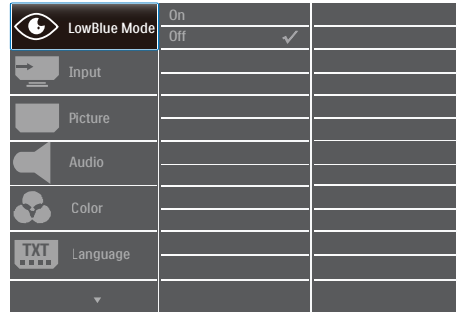 LowBlue Mode
On
Off
Input
Picture
Audio
Color
TXT
Language